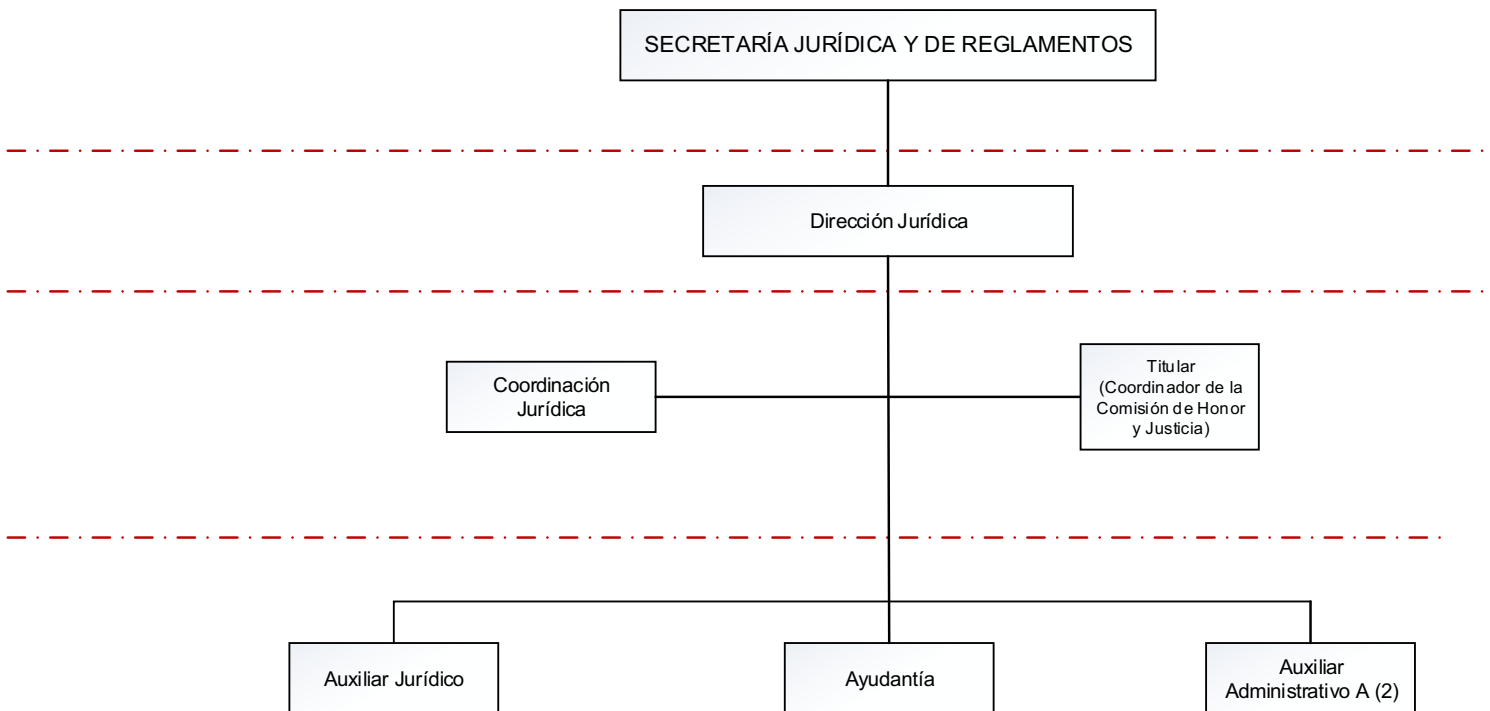 SECRETARÍA JURÍDICA Y DE REGLAMENTOS
Dirección Jurídica
Coordinación
Jurídica
Titular
(Coordinador de la
Comisión de Honor
y Justicia)
Auxiliar Jurídico
Ayudantía
Auxiliar
Administrativo A (2)